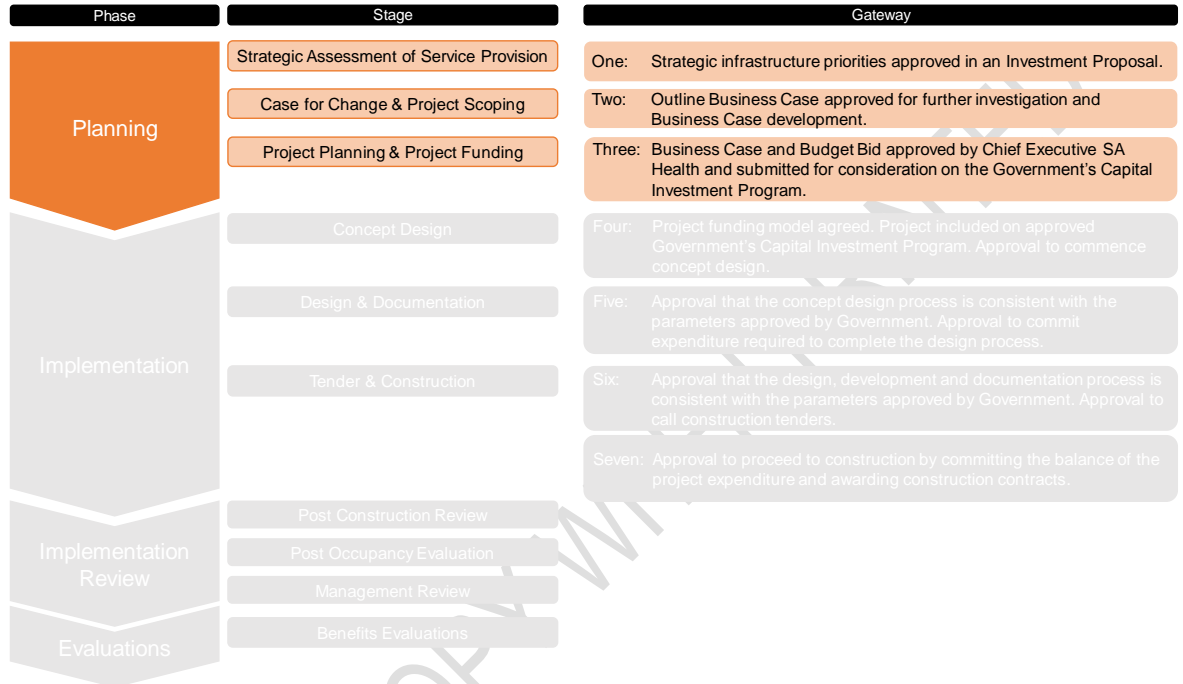 Phase
Stage
Gateway
Planning
Strategic Assessment of Service Provision
One: Strategic infrastructure priorities approved in an Investment Proposal.
Case for Change & Project Scoping
Two: Outline Business Case approved for further investigation and
Business Case development.
Project Planning & Project Funding
Three: Business Case and Budget Bid approved by Chief Executive SA
Health and submitted for consideration on the Government's Capital
Investment Program.
Implementation
Concept Design
Four: Project funding model agreed. Project included on approved
Government's Capital Investment Program. Approval to commence
concept design.
Design & Documentation
Five: Approval that the concept design process is consistent with the
parameters approved by Government. Approval to commit
expenditure required to complete the design process.
Tender & Construction
Six: Approval that the design, development and documentation process is
consistent with the parameters approved by Government. Approval to
call construction tenders.
Seven: Approval to proceed to construction by committing the balance of the
project expenditure and awarding construction contracts.
Implementation
Review
Post Construction Review
Post Occupancy Evaluation
Management Review
Evaluations
Benefits Evaluations